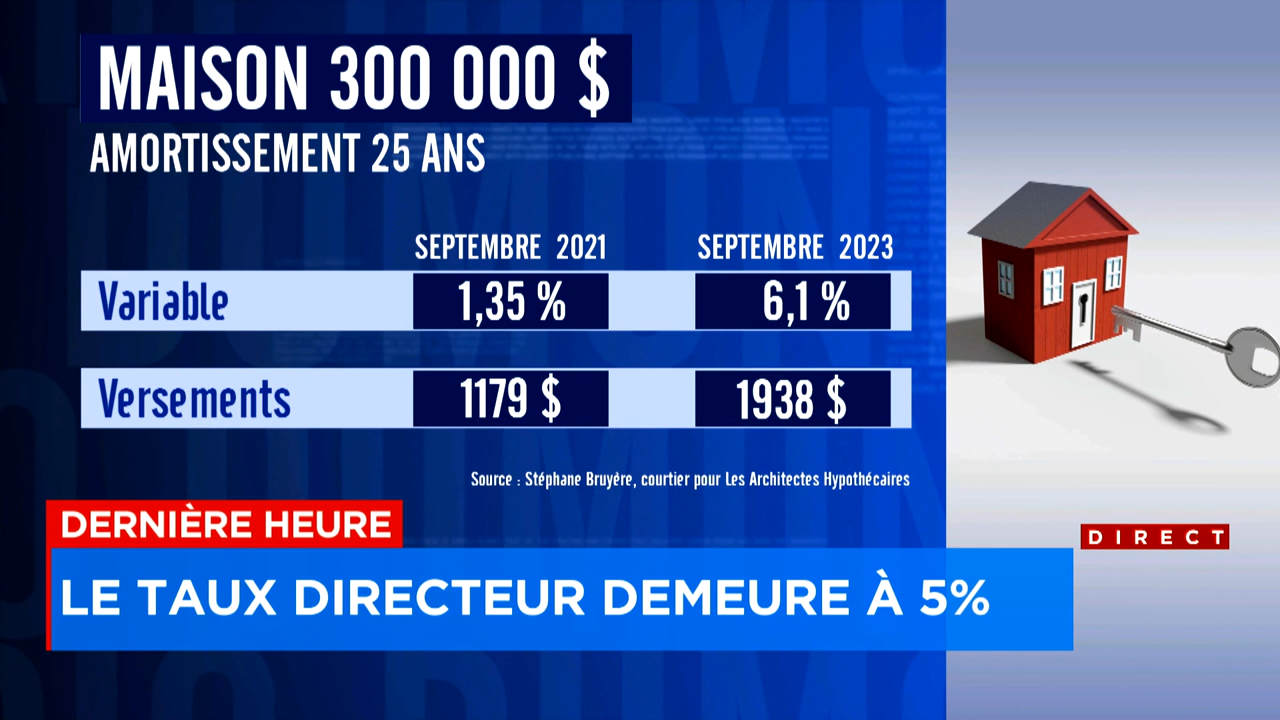 MAISON 300 000 $
AMORTISSEMENT 25 ANS
SEPTEMBRE 2021 SEPTEMBRE 2023
Variable 1,35 % 6,1 %
Versements 1179 $ 1938 $
Source : Stéphane Bruyère, courtier pour Les Architectes Hypothécaires
DERNIÈRE HEURE
DIRECT
LE TAUX DIRECTEUR DEMEURE À 5%